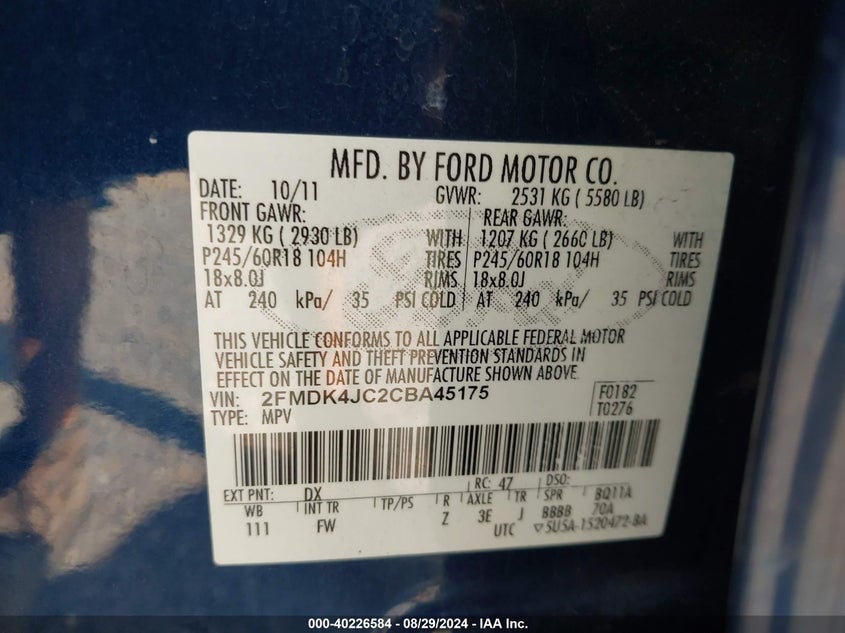 MFD. BY FORD MOTOR CO.
DATE: 10/11 GVWR: 2531 KG ( 5580 LB)
FRONT GAWR: REAR GAWR:
1329 KG ( 2930 LB) WITH 1207 KG ( 2660 LB) WITH
P245/60R18 104H TIRES P245/60R18 104H TIRES
18x8.0J RIMS 18x8.0J RIMS
AT 240 kPa/ 35 PSI COLD AT 240 kPa/ 35 PSI COLD
THIS VEHICLE CONFORMS TO ALL APPLICABLE FEDERAL MOTOR
VEHICLE SAFETY AND THEFT PREVENTION STANDARDS IN
EFFECT ON THE DATE OF MANUFACTURE SHOWN ABOVE.
VIN: 2FMDK4JC2CBA45175 F0182
TYPE: MPV T0276
EXT PNT: DX RC: 47 DSO:
WB INT TR TP/PS R AXLE TR SPR BQ11A
111 FW Z 3E J BBBB 70A
UTC ▽5U5A-1520472-BA
000-40226584 - 08/29/2024 - IAA Inc.